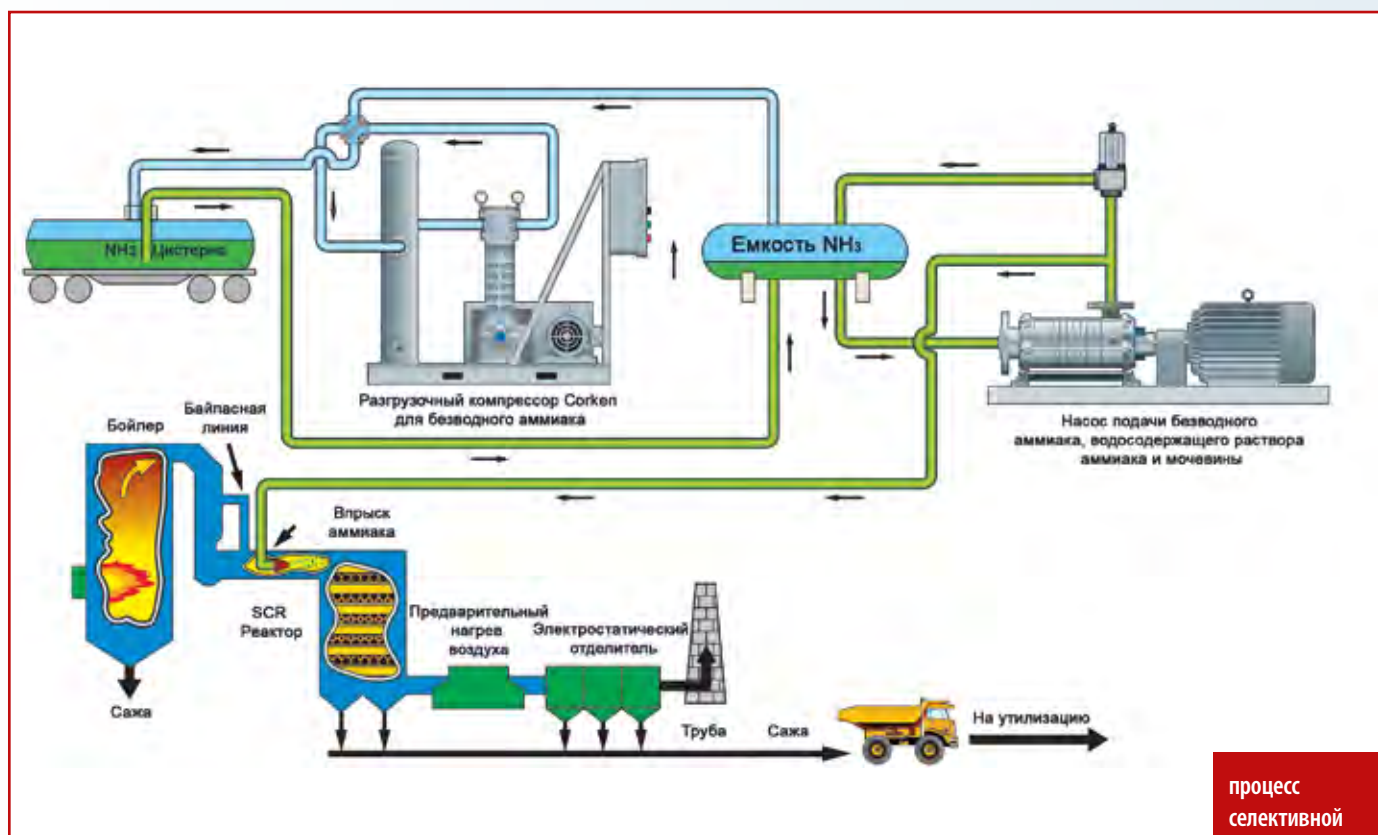 NH₃ Цистерна
Емкость NH₃
Разгрузочный компрессор Corken
для безводного аммиака
Насос подачи безводного
аммиака, водосодержащего раствора
аммиака и мочевины
Бойлер
Байпасная
линия
Впрыск
аммиака
SCR
Реактор
Предварительный
нагрев
воздуха
Электростатический
отделитель
Сажа
Труба
Сажа
На утилизацию
процесс
селективной